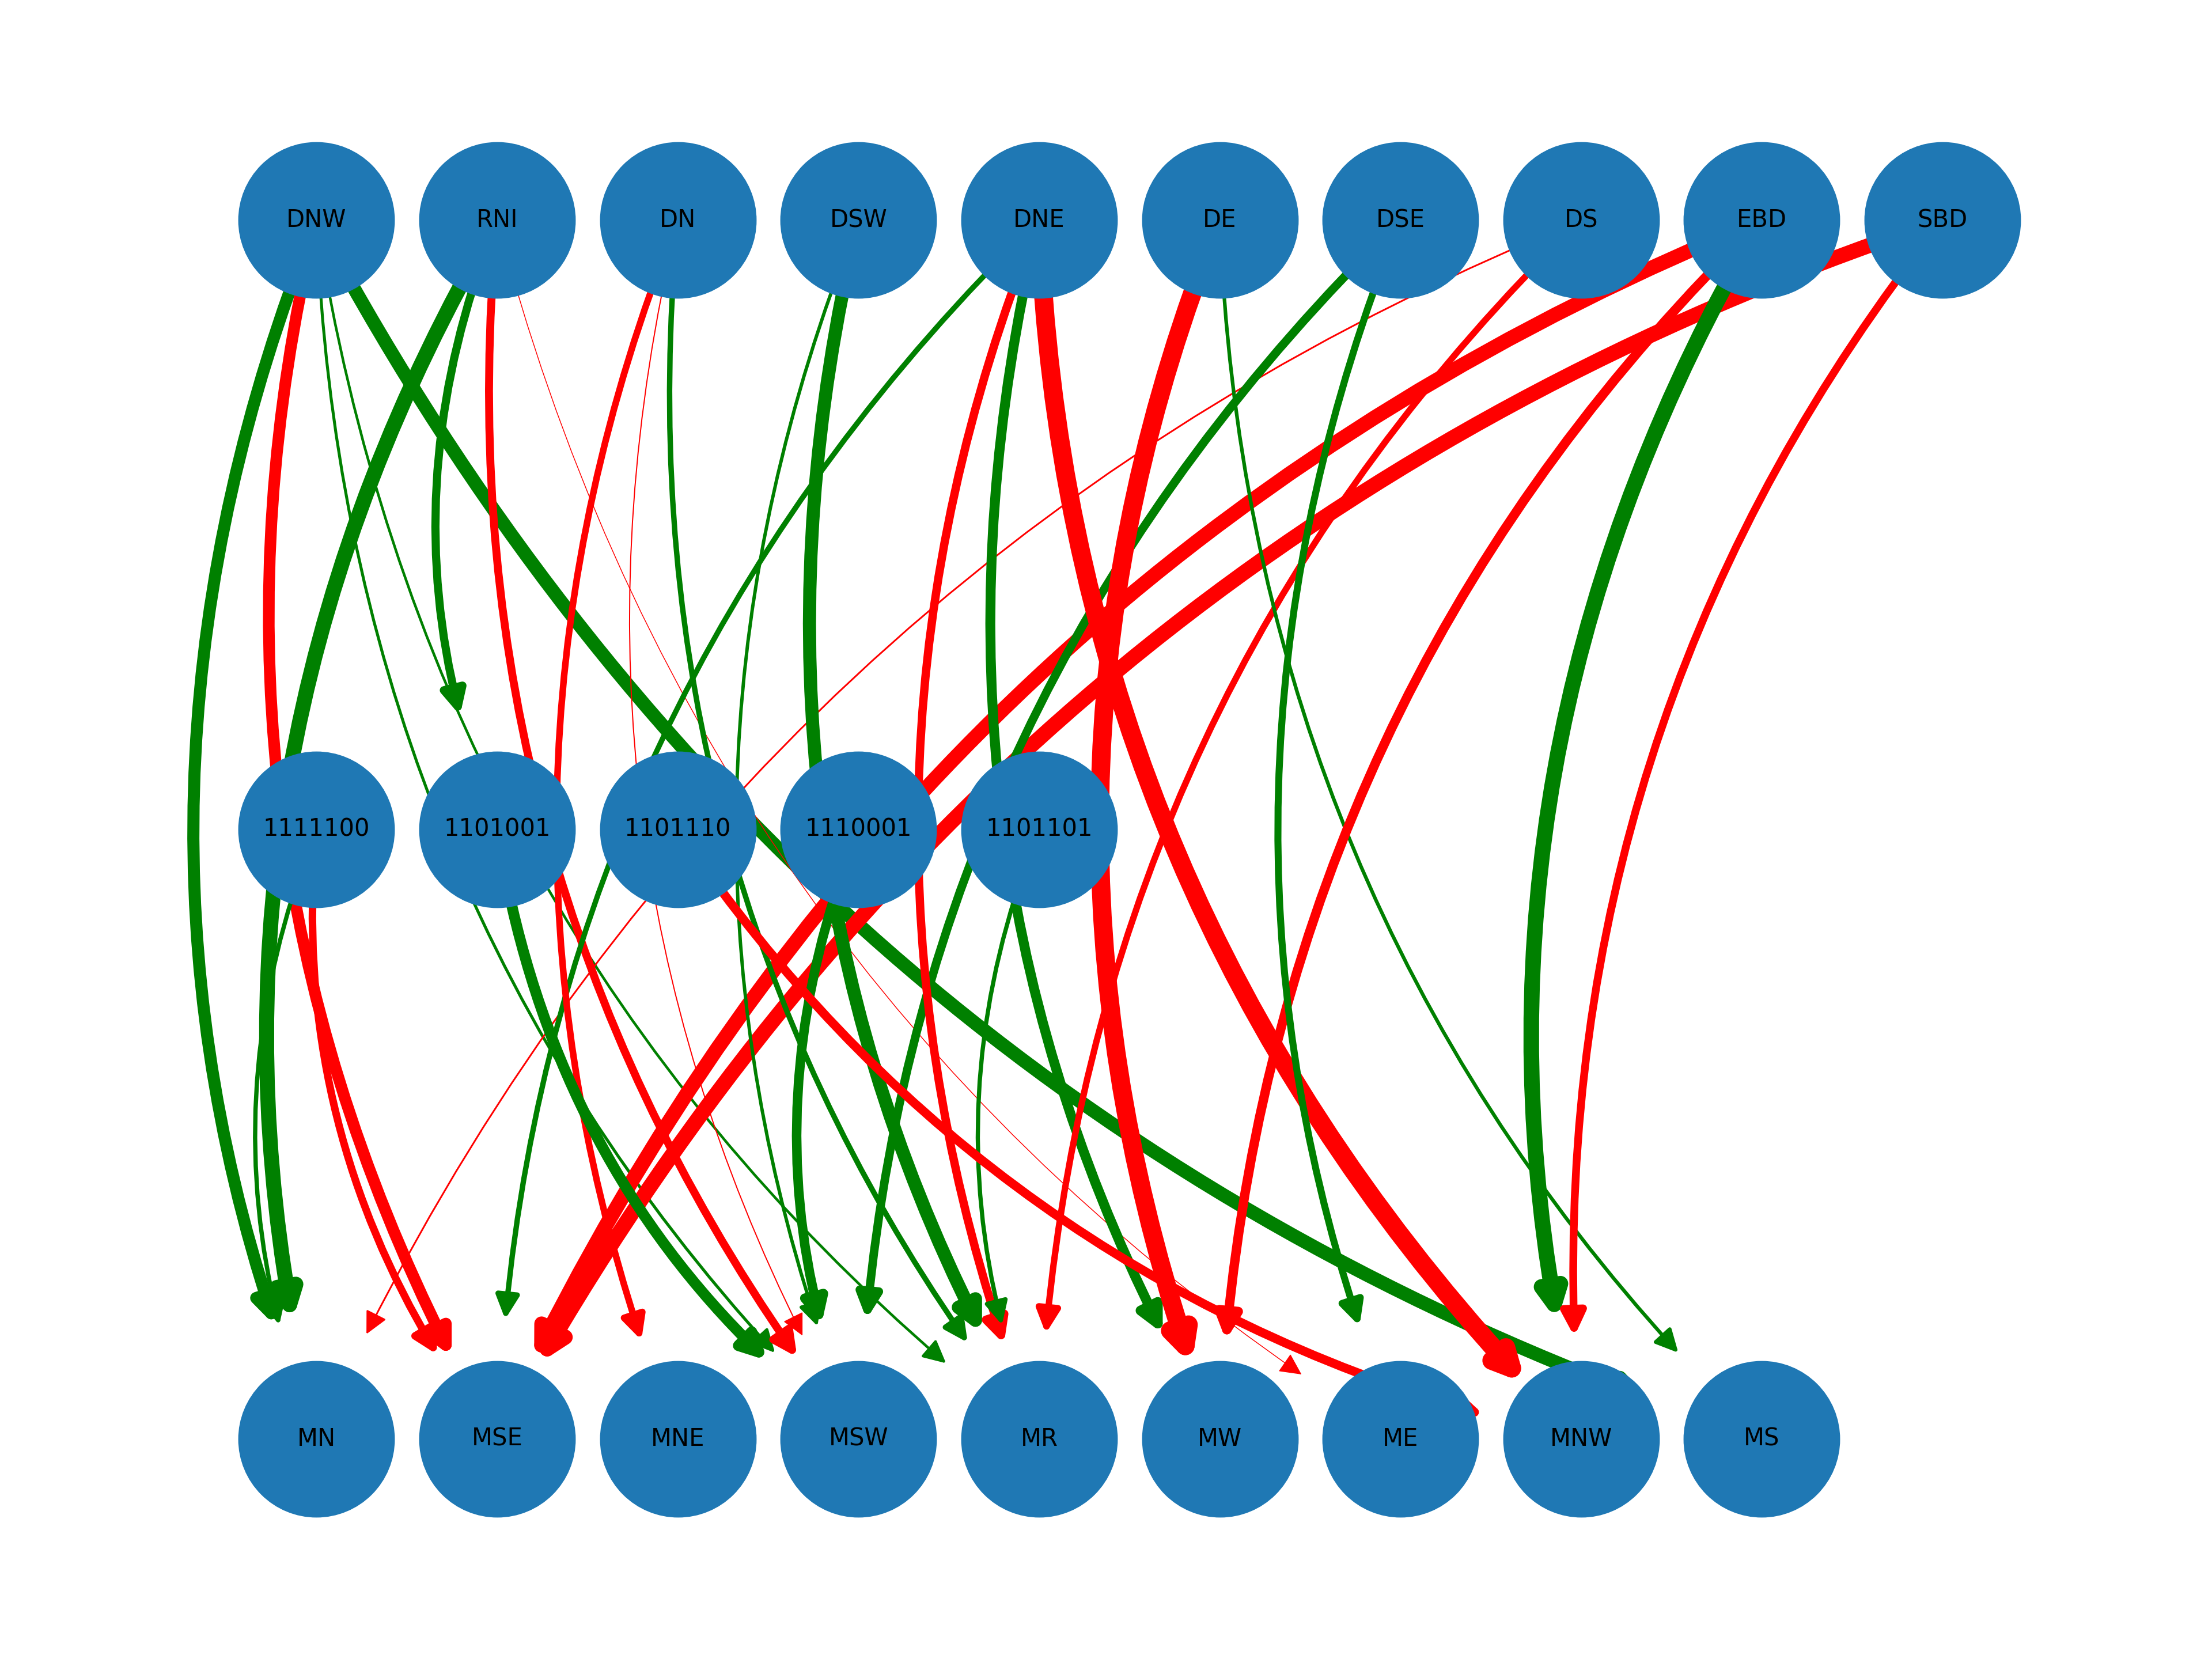 DNW RNI DN DSW DNE DE DSE DS EBD SBD
1111100 1101001 1101110 1110001 1101101
MN MSE MNE MSW MR MW ME MNW MS